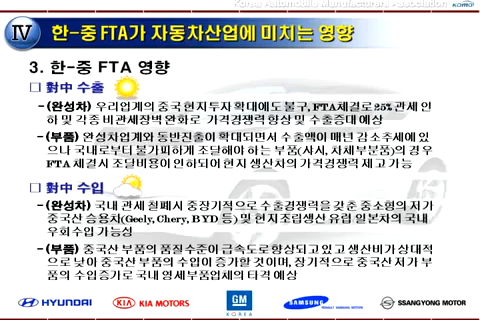 Korea Automobile Manufacturers Association KAMA
Ⅳ 한-중 FTA가 자동차산업에 미치는 영향
3. 한-중 FTA 영향
□ 對中 수출
- (완성차) 우리업계의 중국현지투자 확대에도 불구, FTA체결로 25% 관세 인
하 및 각종 비관세장벽 완화로 가격경쟁력 향상 및 수출증대 예상
- (부품) 완성차업계와 동반진출이 확대되면서 수출액이 매년 감소추세에 있
으나 국내로부터 불가피하게 조달해야 하는 부품(샤시, 차체부분품)의 경우
FTA 체결시 조달비용이 인하되어 현지 생산차의 가격경쟁력 제고 가능
□ 對中 수입
- (완성차) 국내 관세 철폐시 중장기적으로 수출경쟁력을 갖춘 중소형의 저가
중국산 승용차(Geely, Chery, BYD 등) 및 현지조립생산 유럽 일본차의 국내
우회수입 가능성
- (부품) 중국산 부품의 품질수준이 급속도로 향상되고 있고 생산비가 상대적
으로 낮아 중국산 부품의 수입이 증가할 것이며, 장기적으로 중국산 저가 부
품의 수입증가로 국내 영세부품업체의 타격 예상
HYUNDAI KIA KIA MOTORS GM KOREA SAMSUNG RENAULT SAMSUNG MOTORS SSANGYONG MOTOR